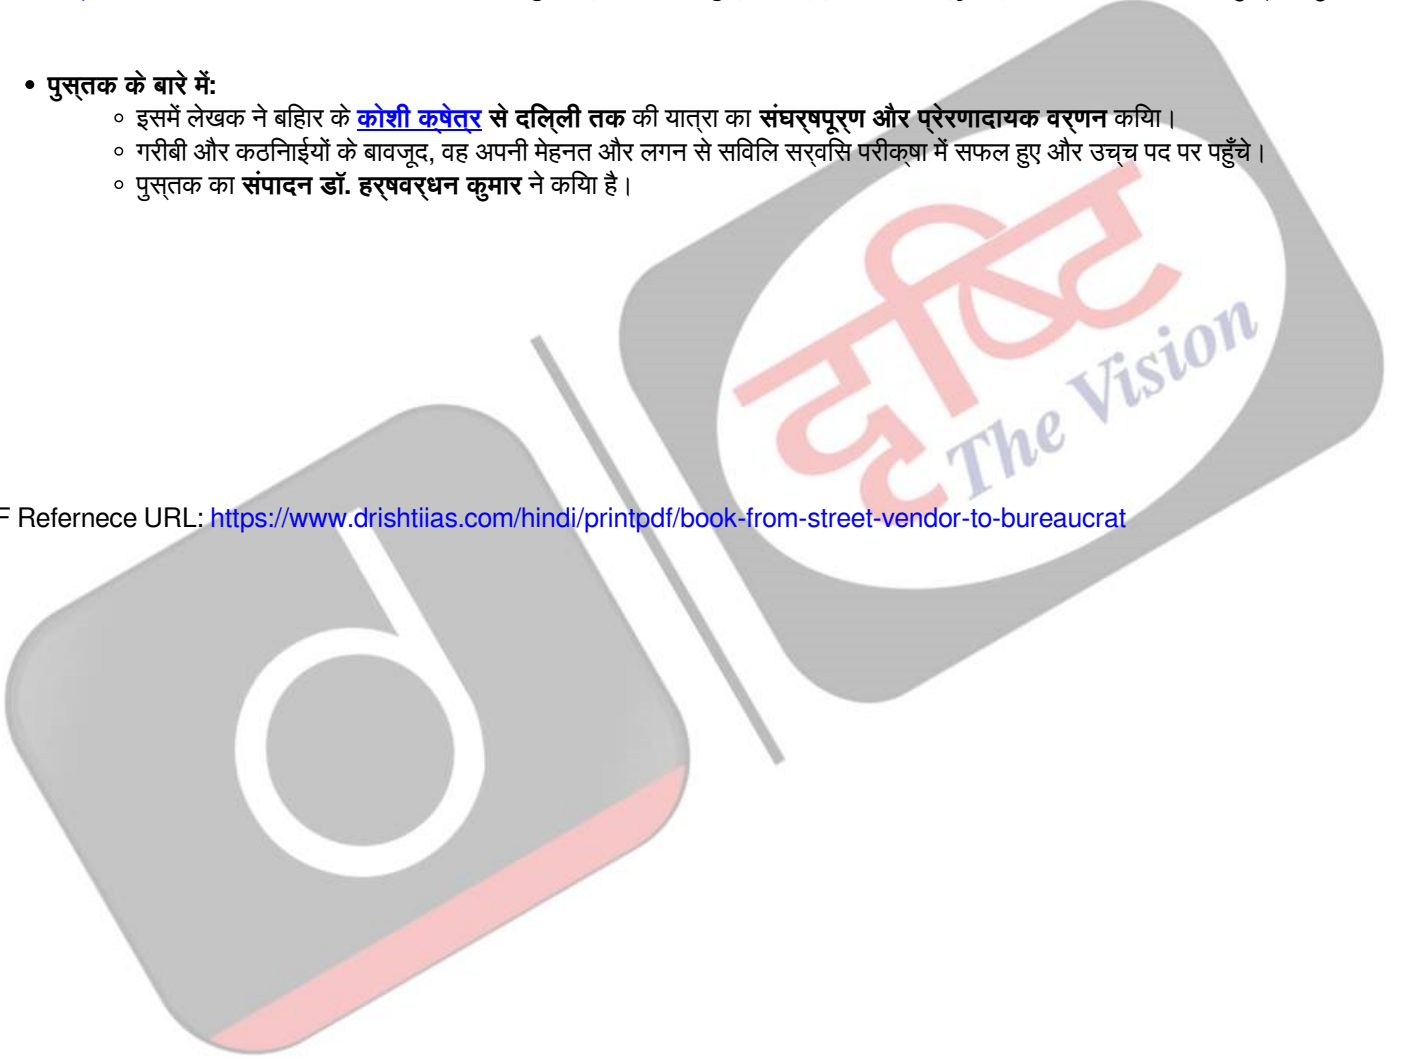 • पुस्तक के बारे में:
◦ इसमें लेखक ने बिहार के कोशी क्षेत्र से दिल्ली तक की यात्रा का संघर्षपूर्ण और प्रेरणादायक वर्णन किया।
◦ गरीबी और कठिनाईयों के बावजूद, वह अपनी मेहनत और लगन से सिविल सर्विस परीक्षा में सफल हुए और उच्च पद पर पहुँचे।
◦ पुस्तक का संपादन डॉ. हर्षवर्धन कुमार ने किया है।
दृष्टि
The Vision
F Refernece URL: https://www.drishtiias.com/hindi/printpdf/book-from-street-vendor-to-bureaucrat
d